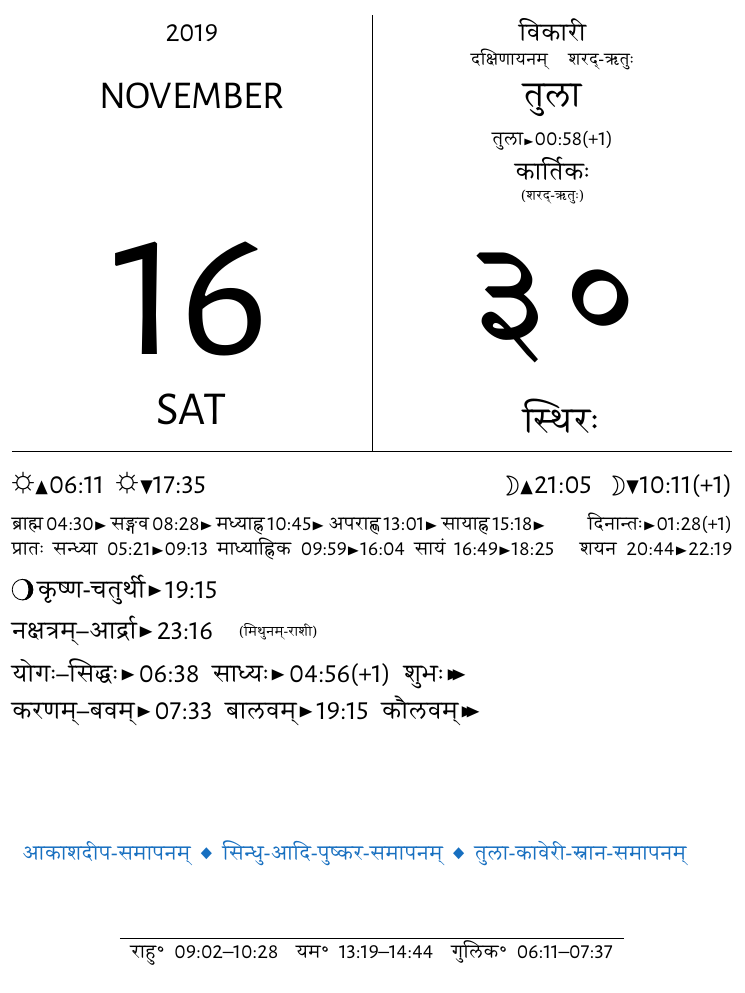 2019
NOVEMBER
16
SAT
विकारी
दक्षिणायनम् शरद्-ऋतुः
तुला
तुला►00:58(+1)
कार्तिकः
(शरद्-ऋतुः)
३०
स्थिरः
☼▲06:11 ☼▼17:35 ☽▲21:05 ☽▼10:11(+1)
ब्राह्म 04:30► सङ्गव 08:28► मध्याह्न 10:45► अपराह्ण 13:01► सायाह्न 15:18► दिनान्तः►01:28(+1)
प्रातः सन्ध्या 05:21►09:13 माध्याह्निक 09:59►16:04 सायं 16:49►18:25 शयन 20:44►22:19
🌖कृष्ण-चतुर्थी►19:15
नक्षत्रम्–आर्द्रा► 23:16 (मिथुनम्-राशी)
योगः–सिद्धः► 06:38 साध्यः► 04:56(+1) शुभः►►
करणम्–बवम्► 07:33 बालवम्►19:15 कौलवम्►►
आकाशदीप-समापनम् ◆ सिन्धु-आदि-पुष्कर-समापनम् ◆ तुला-कावेरी-स्नान-समापनम्
राहु॰ 09:02–10:28 यम॰ 13:19–14:44 गुलिक॰ 06:11–07:37